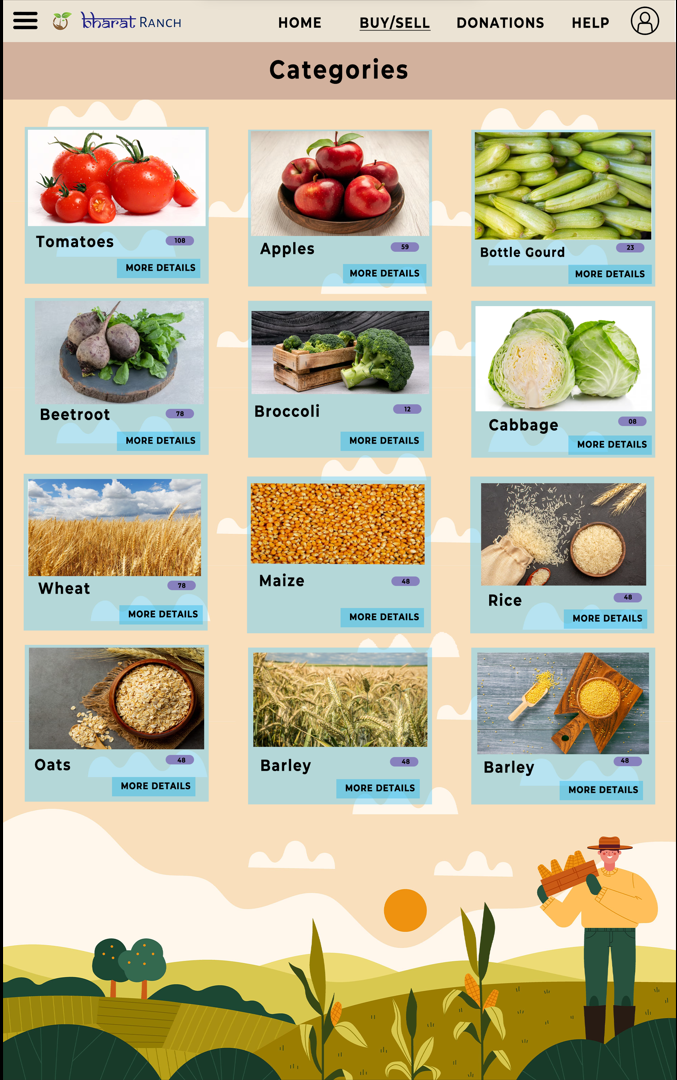 bharat RANCH HOME BUY/SELL DONATIONS HELP
Categories
Tomatoes 108
MORE DETAILS
Apples 59
MORE DETAILS
Bottle Gourd 23
MORE DETAILS
Beetroot 78
MORE DETAILS
Broccoli 12
MORE DETAILS
Cabbage 08
MORE DETAILS
Wheat 78
MORE DETAILS
Maize 48
MORE DETAILS
Rice 48
MORE DETAILS
Oats 48
MORE DETAILS
Barley 48
MORE DETAILS
Barley 48
MORE DETAILS